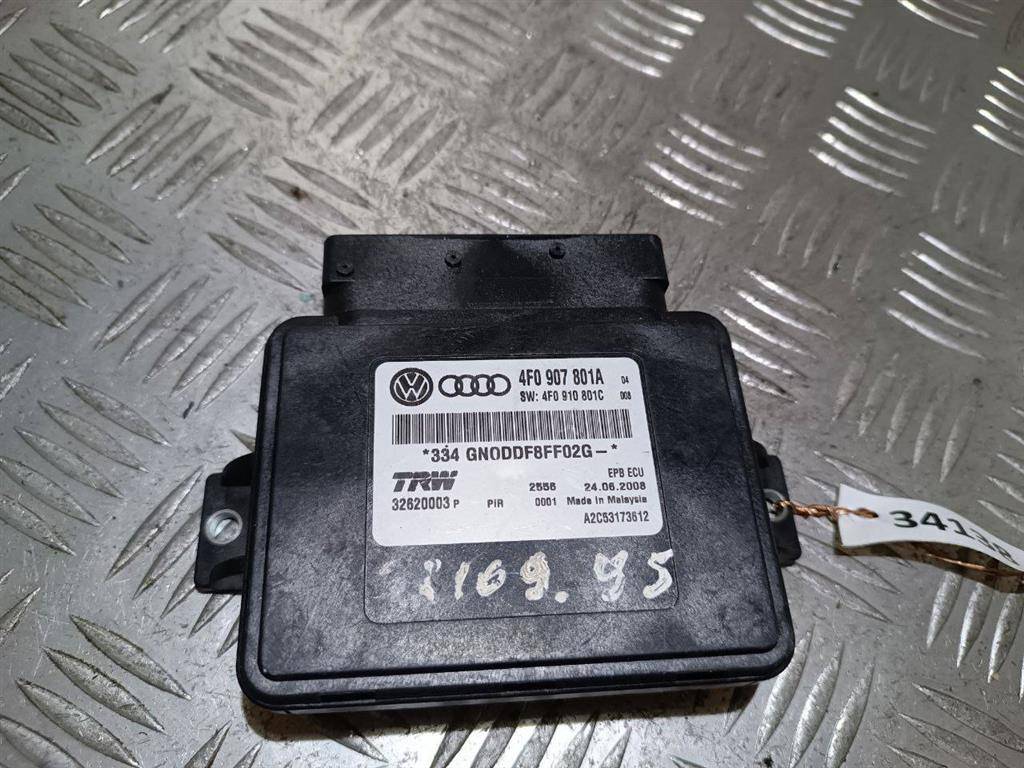 4F0 907 801A 04
SW: 4F0 910 801C 008
*334 GNODDF8FF02G-*
TRW
EPB ECU
2556 24.06.2008
32620003 P PIR 0001 Made in Malaysia
A2C53173612
2169. 95